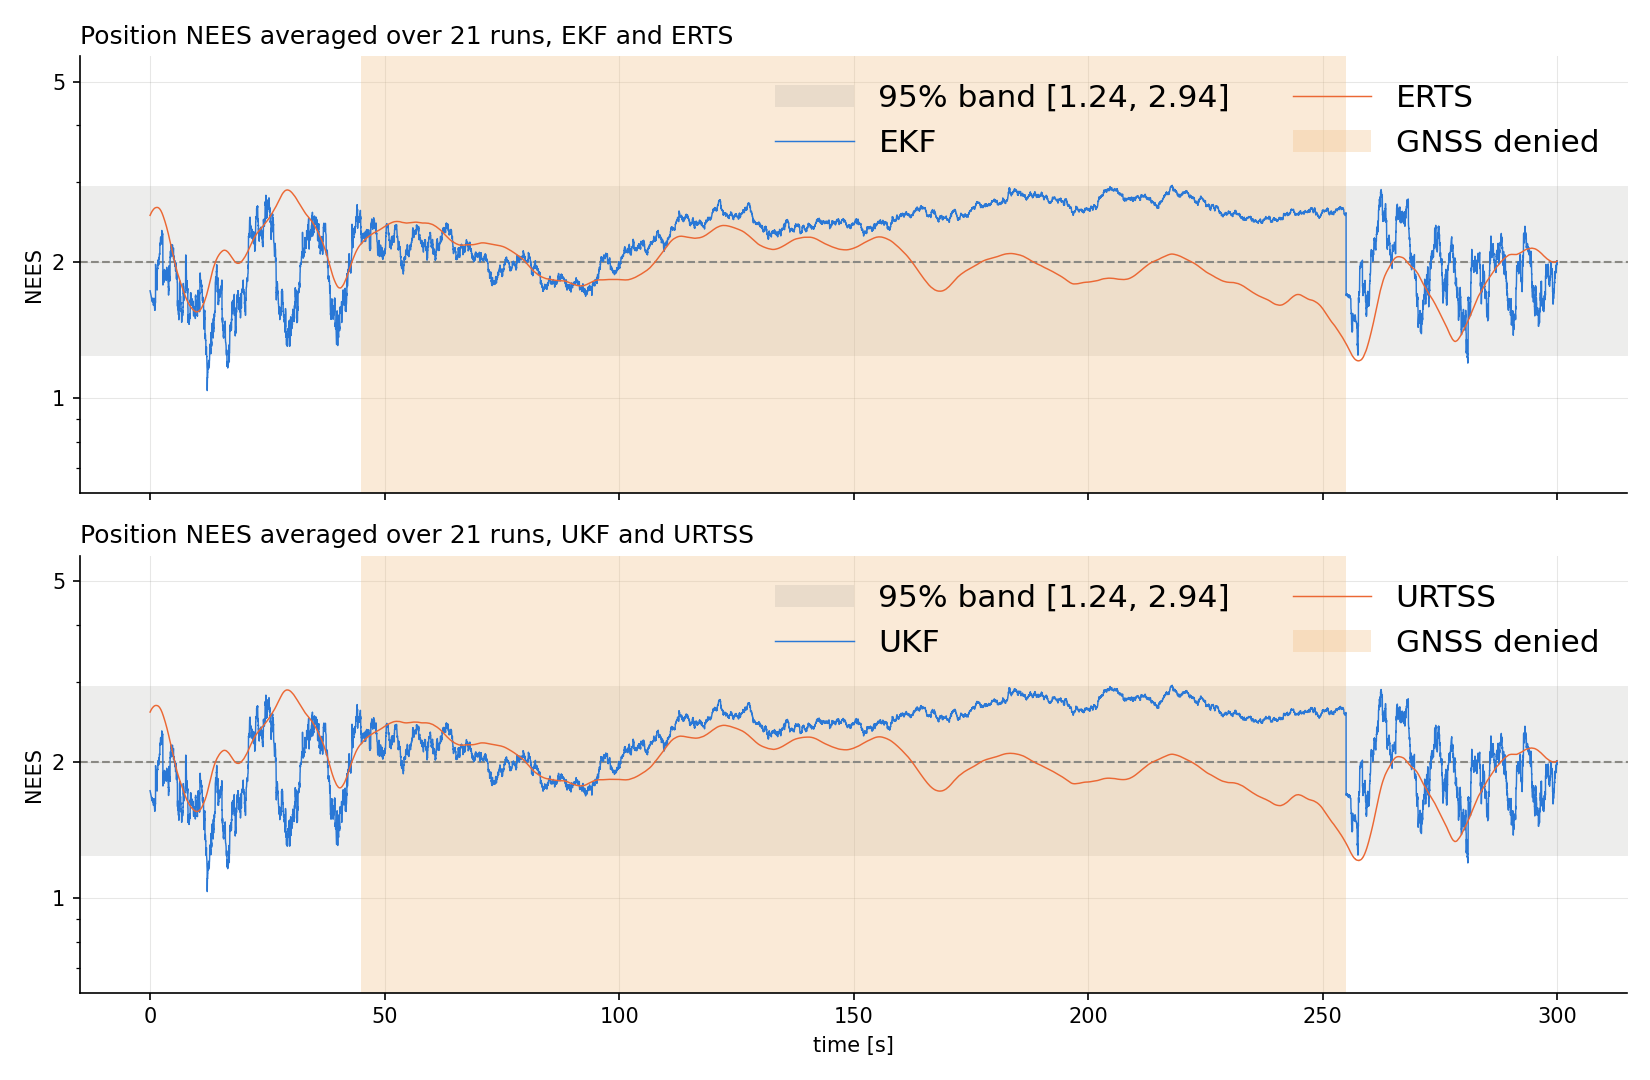 Position NEES averaged over 21 runs, EKF and ERTS
NEES
5
2
1
95% band [1.24, 2.94]
EKF
ERTS
GNSS denied
Position NEES averaged over 21 runs, UKF and URTSS
NEES
5
2
1
95% band [1.24, 2.94]
UKF
URTSS
GNSS denied
0 50 100 150 200 250 300
time [s]